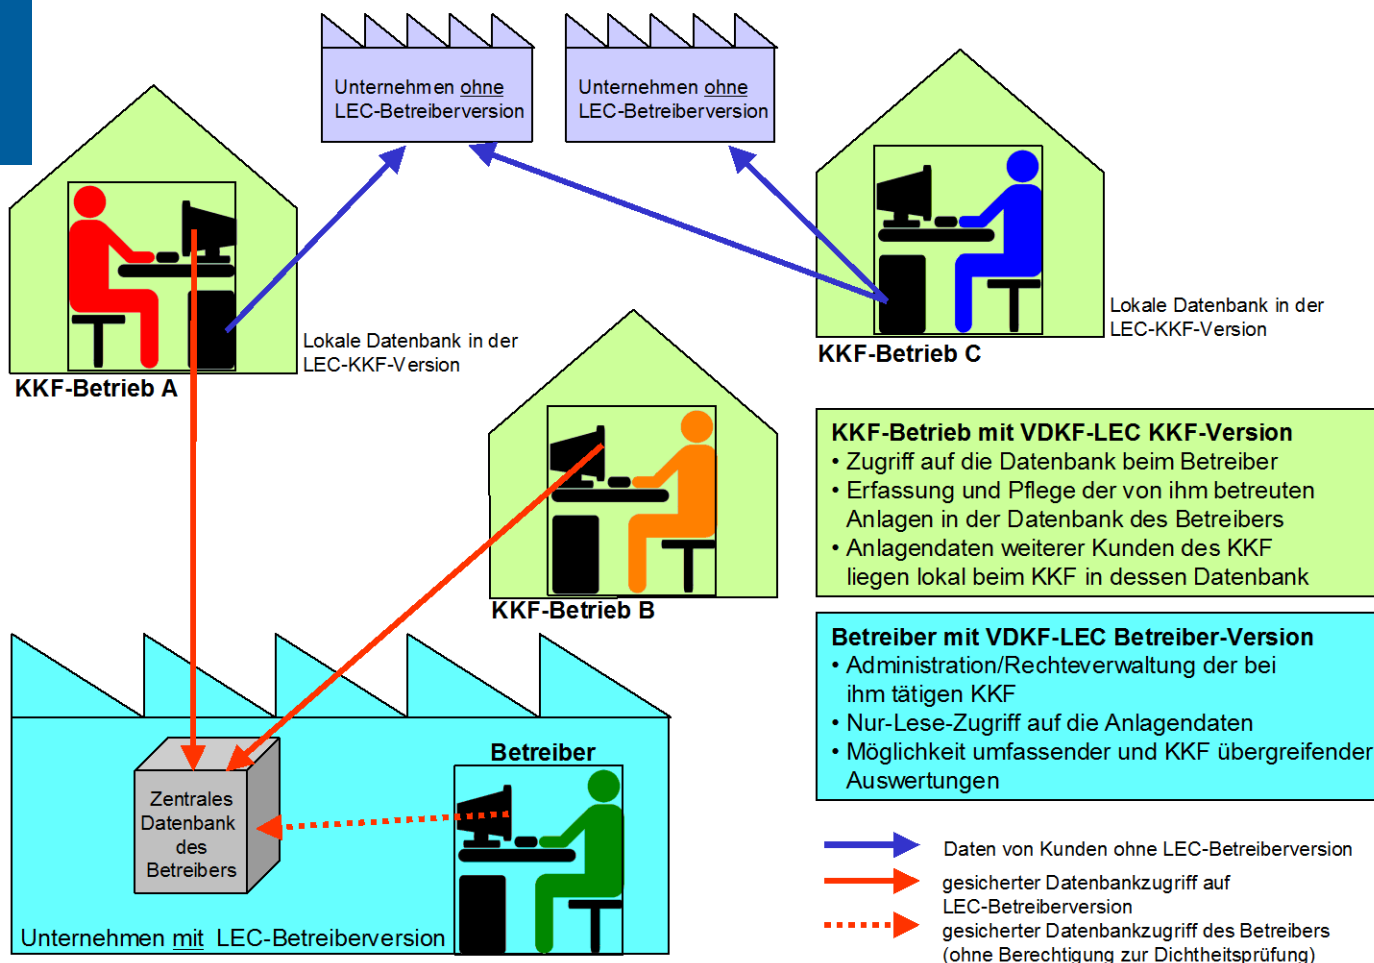 Unternehmen ohne
LEC-Betreiberversion
Unternehmen ohne
LEC-Betreiberversion
Lokale Datenbank in der
LEC-KKF-Version
KKF-Betrieb A
Lokale Datenbank in der
LEC-KKF-Version
KKF-Betrieb C
KKF-Betrieb B
KKF-Betrieb mit VDKF-LEC KKF-Version
• Zugriff auf die Datenbank beim Betreiber
• Erfassung und Pflege der von ihm betreuten
Anlagen in der Datenbank des Betreibers
• Anlagendaten weiterer Kunden des KKF
liegen lokal beim KKF in dessen Datenbank
Betreiber mit VDKF-LEC Betreiber-Version
• Administration/Rechteverwaltung der bei
ihm tätigen KKF
• Nur-Lese-Zugriff auf die Anlagendaten
• Möglichkeit umfassender und KKF übergreifender
Auswertungen
Betreiber
Zentrales
Datenbank
des
Betreibers
Unternehmen mit LEC-Betreiberversion
Daten von Kunden ohne LEC-Betreiberversion
gesicherter Datenbankzugriff auf
LEC-Betreiberversion
gesicherter Datenbankzugriff des Betreibers
(ohne Berechtigung zur Dichtheitsprüfung)